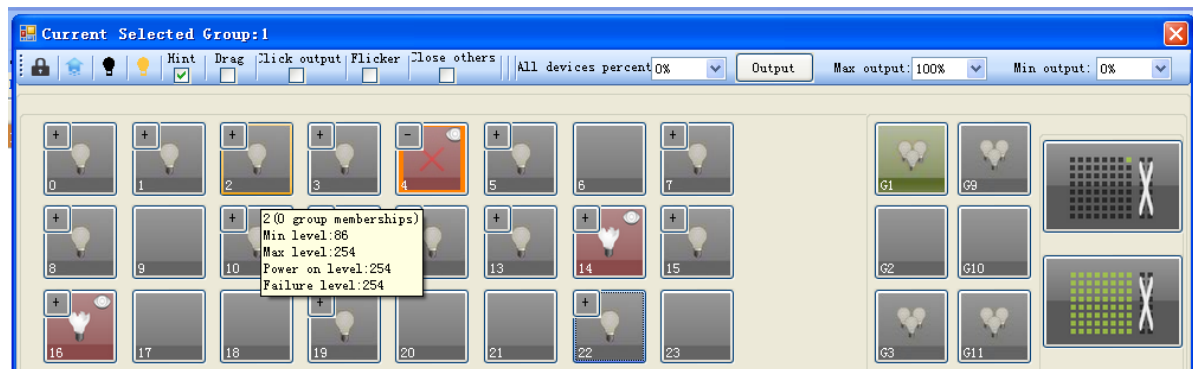 Current Selected Group:1
Hint Drag Click output Flicker Close others All devices percent 0% Output Max output: 100% Min output: 0%
+ + + + - + +
0 1 2 3 4 5 6 7 G1 G9
2(0 group memberships)
Min level:86
Max level:254
Power on level:254
Failure level:254
+ + + + +
8 9 10 13 14 15 G2 G10
+ + +
16 17 18 19 20 21 22 23 G3 G11